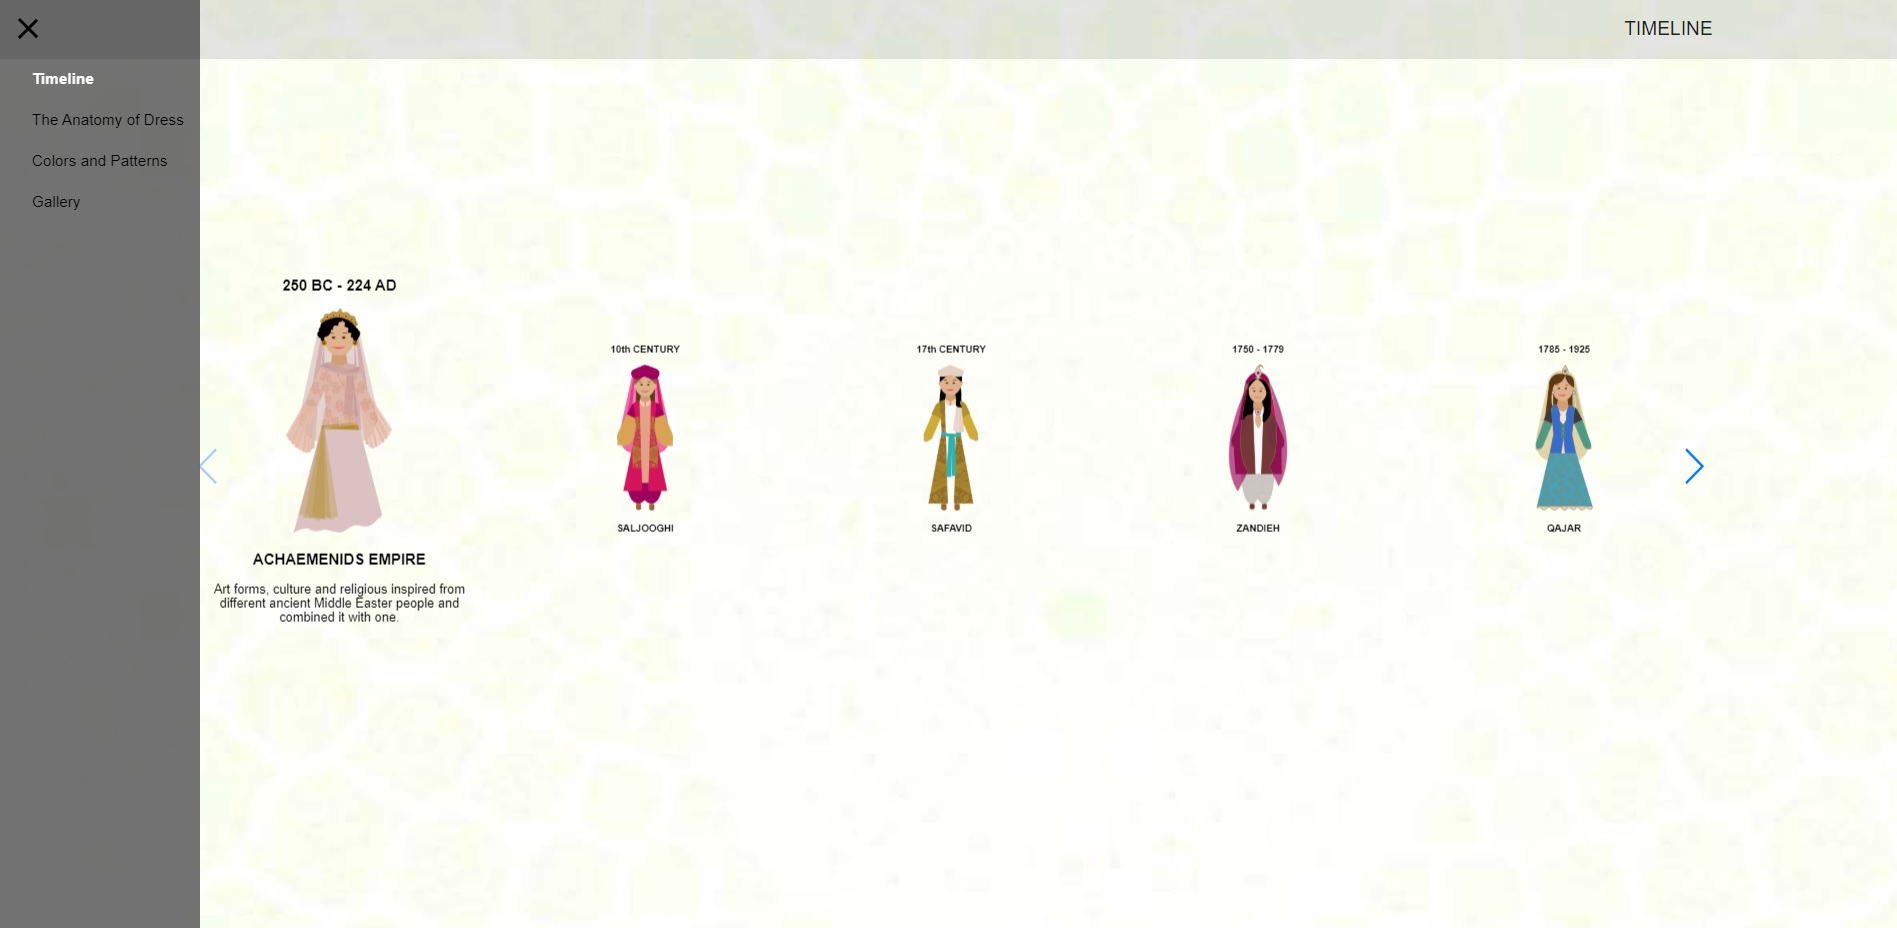 TIMELINE
Timeline
The Anatomy of Dress
Colors and Patterns
Gallery
250 BC - 224 AD
ACHAEMENIDS EMPIRE
Art forms, culture and religious inspired from
different ancient Middle Easter people and
combined it with one.
10th CENTURY
SALJOOGHI
17th CENTURY
SAFAVID
1750 - 1779
ZANDIEH
1785 - 1925
QAJAR